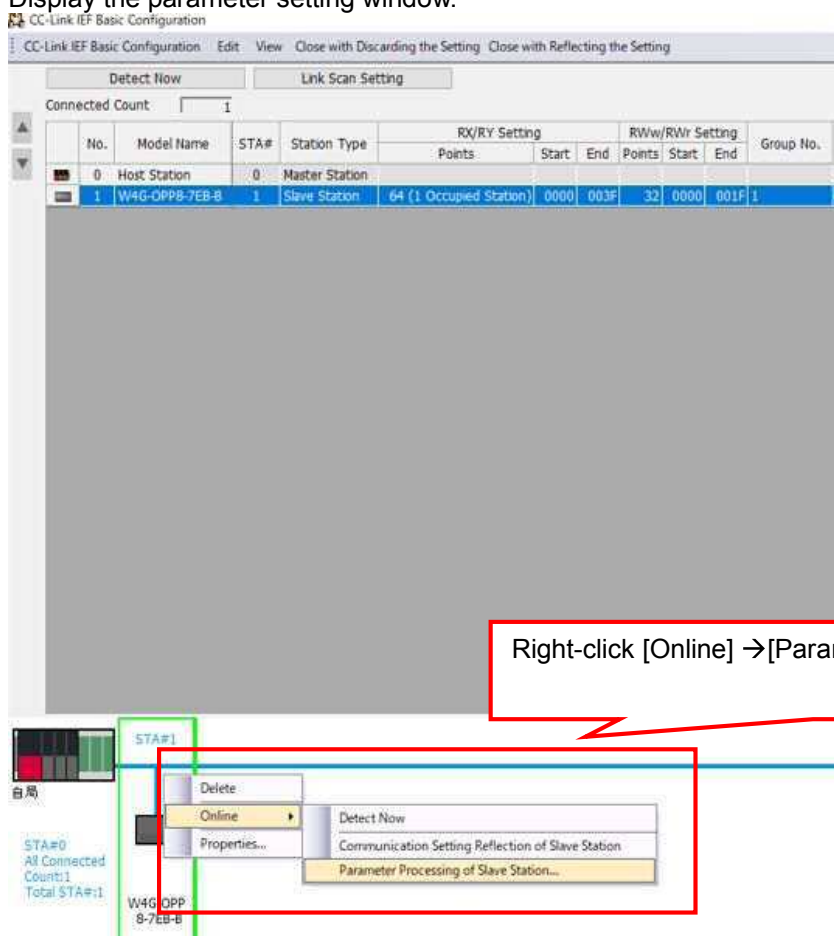 Display the parameter setting window.
CC-Link IEF Basic Configuration
CC-Link IEF Basic Configuration Edit View Close with Discarding the Setting Close with Reflecting the Setting
Detect Now Link Scan Setting
Connected Count 1
No. Model Name STA# Station Type RX/RY Setting RWw/RWr Setting Group No.
Points Start End Points Start End
0 Host Station 0 Master Station
1 W4G-OPP8-7EB-B 1 Slave Station 64 (1 Occupied Station) 0000 003F 32 0000 001F 1
Right-click [Online] →[Para
STA#1
自局
Delete
Online
Detect Now
Properties...
Communication Setting Reflection of Slave Station
Parameter Processing of Slave Station...
STA#0
All Connected
Count:1
Total STA#:1
W4G-OPP
8-7EB-B